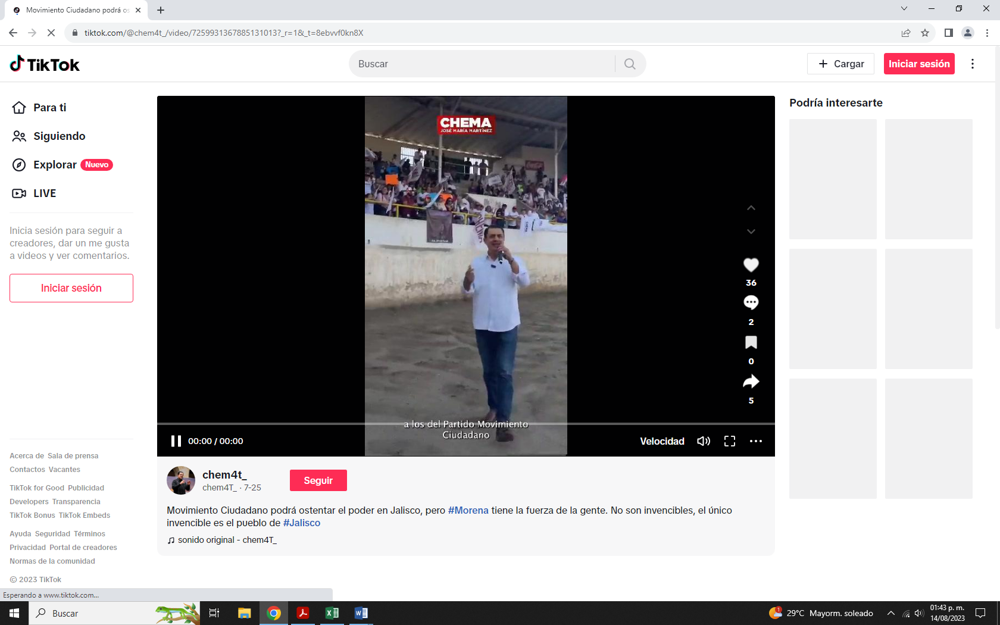 Movimiento Ciudadano podrá os
tiktok.com/@chem4t_/video/7259931367885131013?_r=1&_t=8ebvvf0kn8X
TikTok
Buscar
Cargar
Iniciar sesión
Para ti
Siguiendo
Explorar Nuevo
LIVE
Inicia sesión para seguir a
creadores, dar un me gusta
a videos y ver comentarios.
Iniciar sesión
Acerca de Sala de prensa
Contactos Vacantes
TikTok for Good Publicidad
Developers Transparencia
TikTok Bonus TikTok Embeds
Ayuda Seguridad Términos
Privacidad Portal de creadores
Normas de la comunidad
© 2023 TikTok
CHEMA
JOSÉ MARÍA MARTÍNEZ
CHEMA
36
2
0
5
a los del Partido Movimiento
Ciudadano
00:00 / 00:00
Velocidad
chem4t_
chem4T_ · 7-25
Seguir
Movimiento Ciudadano podrá ostentar el poder en Jalisco, pero #Morena tiene la fuerza de la gente. No son invencibles, el único
invencible es el pueblo de #Jalisco
sonido original - chem4T_
Podría interesarte
Esperando a www.tiktok.com...
Buscar
1
29°C Mayorm. soleado
01:43 p. m.
14/08/2023